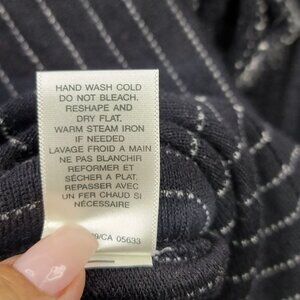 HAND WASH COLD
DO NOT BLEACH.
RESHAPE AND
DRY FLAT.
WARM STEAM IRON
IF NEEDED
LAVAGE FROID A MAIN
NE PAS BLANCHIR
REFORMER ET
SÉCHER A PLAT.
REPASSER AVEC
UN FER CHAUD SI
NÉCESSAIRE
/CA 05633